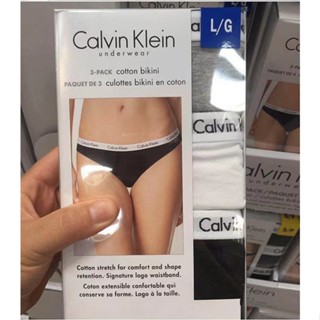 Calvin Klein
underwear
L/G
3-PACK cotton bikini
PAQUET DE 3 culottes bikini en coton
Calvin K
Calvin
Calvin K
Cotton stretch for comfort and shape
retention. Signature logo waistband.
Coton extensible confortable qui
conserve sa forme. Logo à la taille.